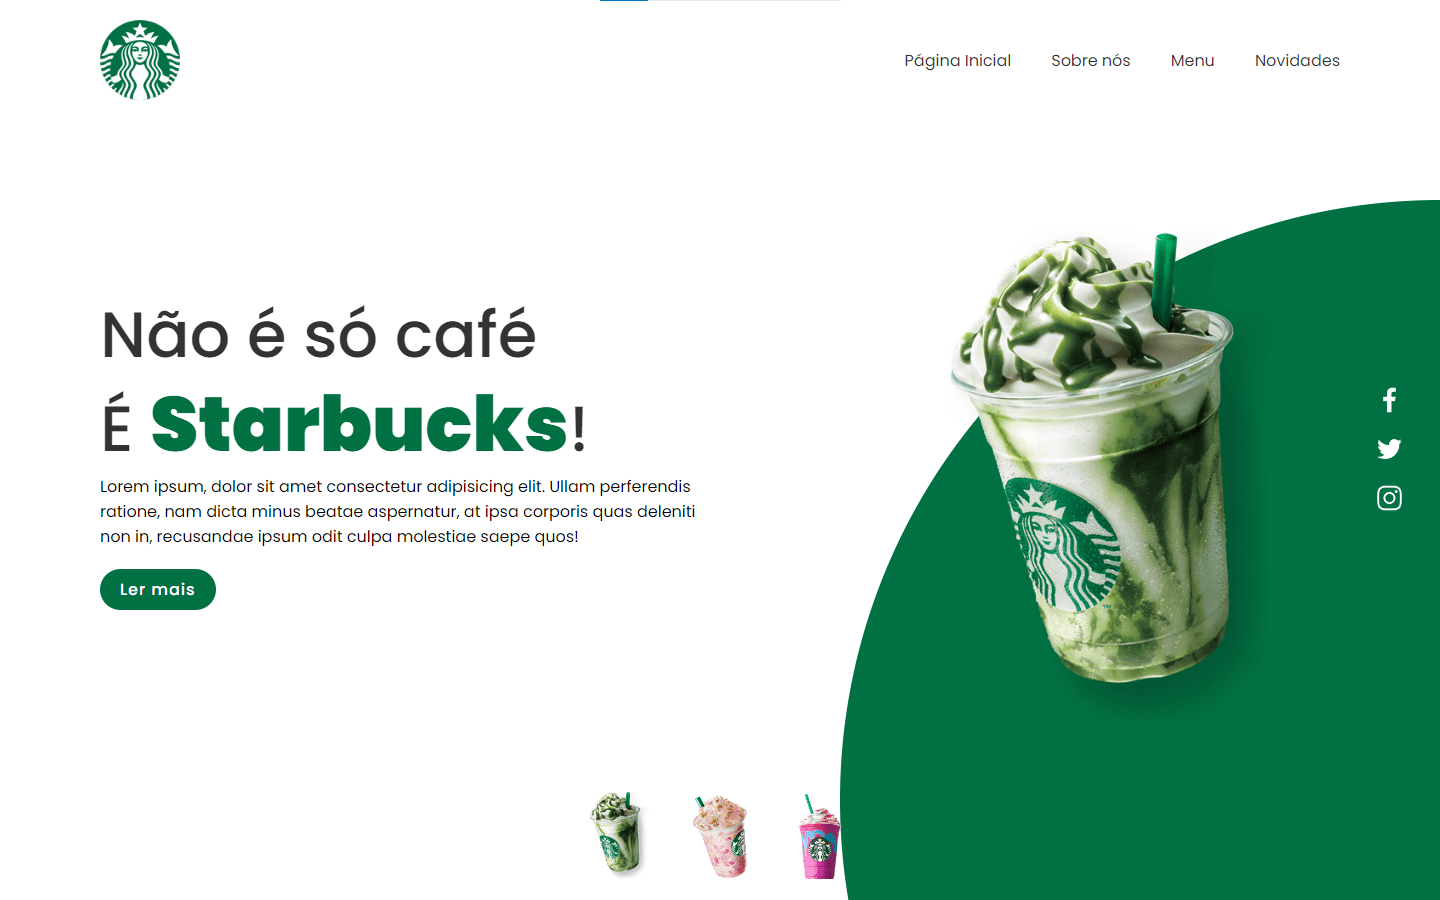 Página Inicial
Sobre nós
Menu
Novidades
Não é só café
É Starbucks!
Lorem ipsum, dolor sit amet consectetur adipisicing elit. Ullam perferendis
ratione, nam dicta minus beatae aspernatur, at ipsa corporis quas deleniti
non in, recusandae ipsum odit culpa molestiae saepe quos!
Ler mais